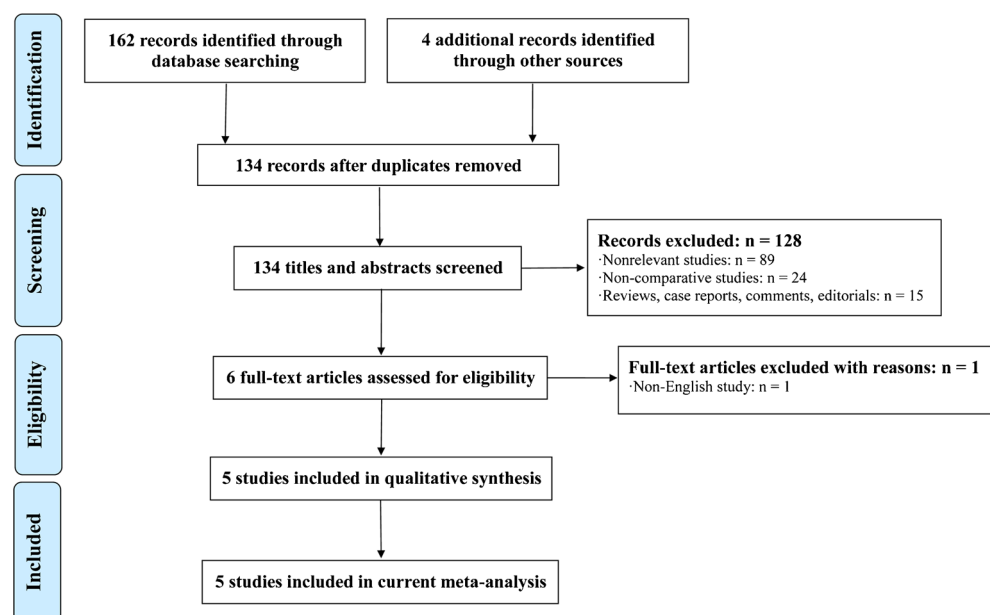 Identification
162 records identified through
database searching
4 additional records identified
through other sources
134 records after duplicates removed
Screening
134 titles and abstracts screened
Records excluded: n = 128
·Nonrelevant studies: n = 89
·Non-comparative studies: n = 24
·Reviews, case reports, comments, editorials: n = 15
Eligibility
6 full-text articles assessed for eligibility
Full-text articles excluded with reasons: n = 1
·Non-English study: n = 1
5 studies included in qualitative synthesis
Included
5 studies included in current meta-analysis